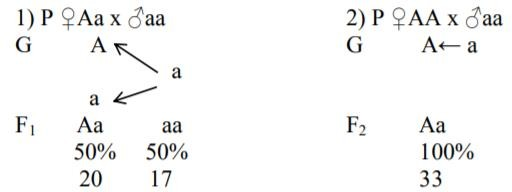 1) P ♀Aa x ♂aa 2) P ♀AA x ♂aa
G A G A← a
a
a
F₁ Aa aa F₂ Aa
50% 50% 100%
20 17 33